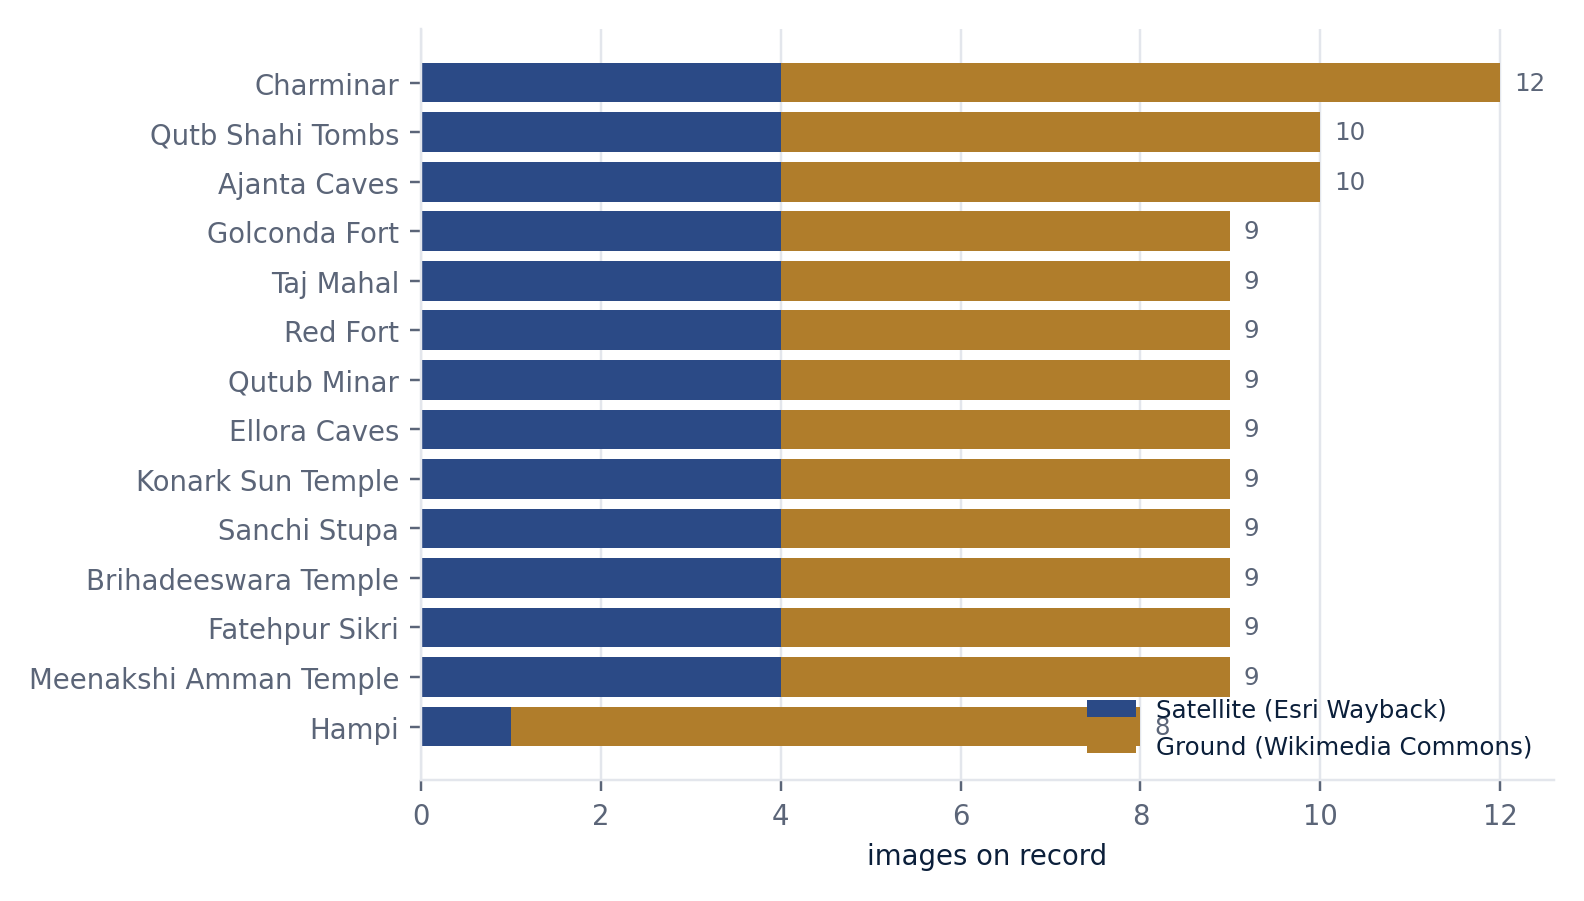 Charminar 12
Qutb Shahi Tombs 10
Ajanta Caves 10
Golconda Fort 9
Taj Mahal 9
Red Fort 9
Qutub Minar 9
Ellora Caves 9
Konark Sun Temple 9
Sanchi Stupa 9
Brihadeeswara Temple 9
Fatehpur Sikri 9
Meenakshi Amman Temple 9
Hampi 8
Satellite (Esri Wayback)
Ground (Wikimedia Commons)
0 2 4 6 8 10 12
images on record